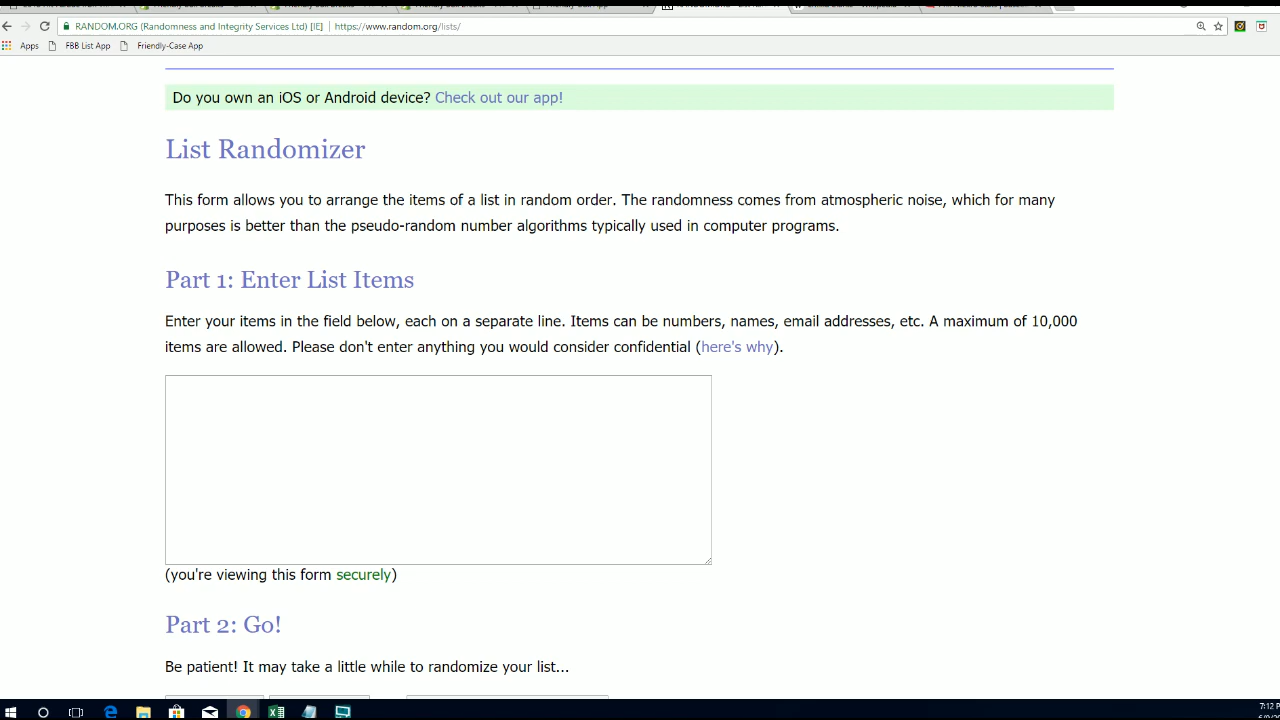 RANDOM.ORG (Randomness and Integrity Services Ltd) [IE] https://www.random.org/lists/
Apps FBB List App Friendly-Case App
Do you own an iOS or Android device? Check out our app!
List Randomizer
This form allows you to arrange the items of a list in random order. The randomness comes from atmospheric noise, which for many
purposes is better than the pseudo-random number algorithms typically used in computer programs.
Part 1: Enter List Items
Enter your items in the field below, each on a separate line. Items can be numbers, names, email addresses, etc. A maximum of 10,000
items are allowed. Please don't enter anything you would consider confidential (here's why).
(you're viewing this form securely)
Part 2: Go!
Be patient! It may take a little while to randomize your list...
7:12 P